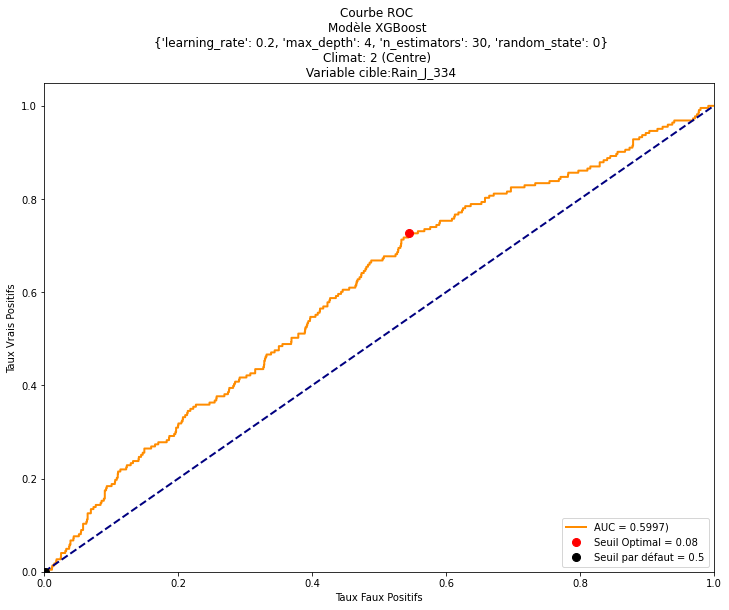 Courbe ROC
Modèle XGBoost
{'learning_rate': 0.2, 'max_depth': 4, 'n_estimators': 30, 'random_state': 0}
Climat: 2 (Centre)
Variable cible:Rain_J_334
1.0
0.8
0.6
0.4
0.2
0.0
Taux Vrais Positifs
AUC = 0.5997)
Seuil Optimal = 0.08
Seuil par défaut = 0.5
0.0 0.2 0.4 0.6 0.8 1.0
Taux Faux Positifs